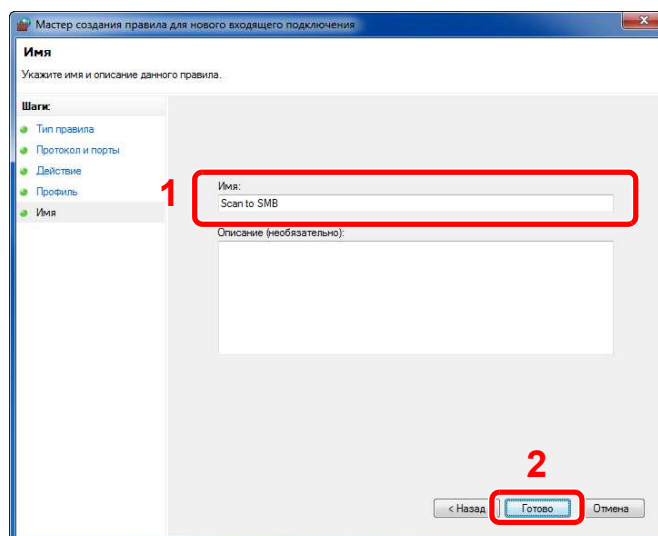 Мастер создания правила для нового входящего подключения
Имя
Укажите имя и описание данного правила.
Шаги:
Тип правила
Протокол и порты
Действие
Профиль
Имя
1
Имя:
Scan to SMB
Описание (необязательно):
2
< Назад
Готово
Отмена